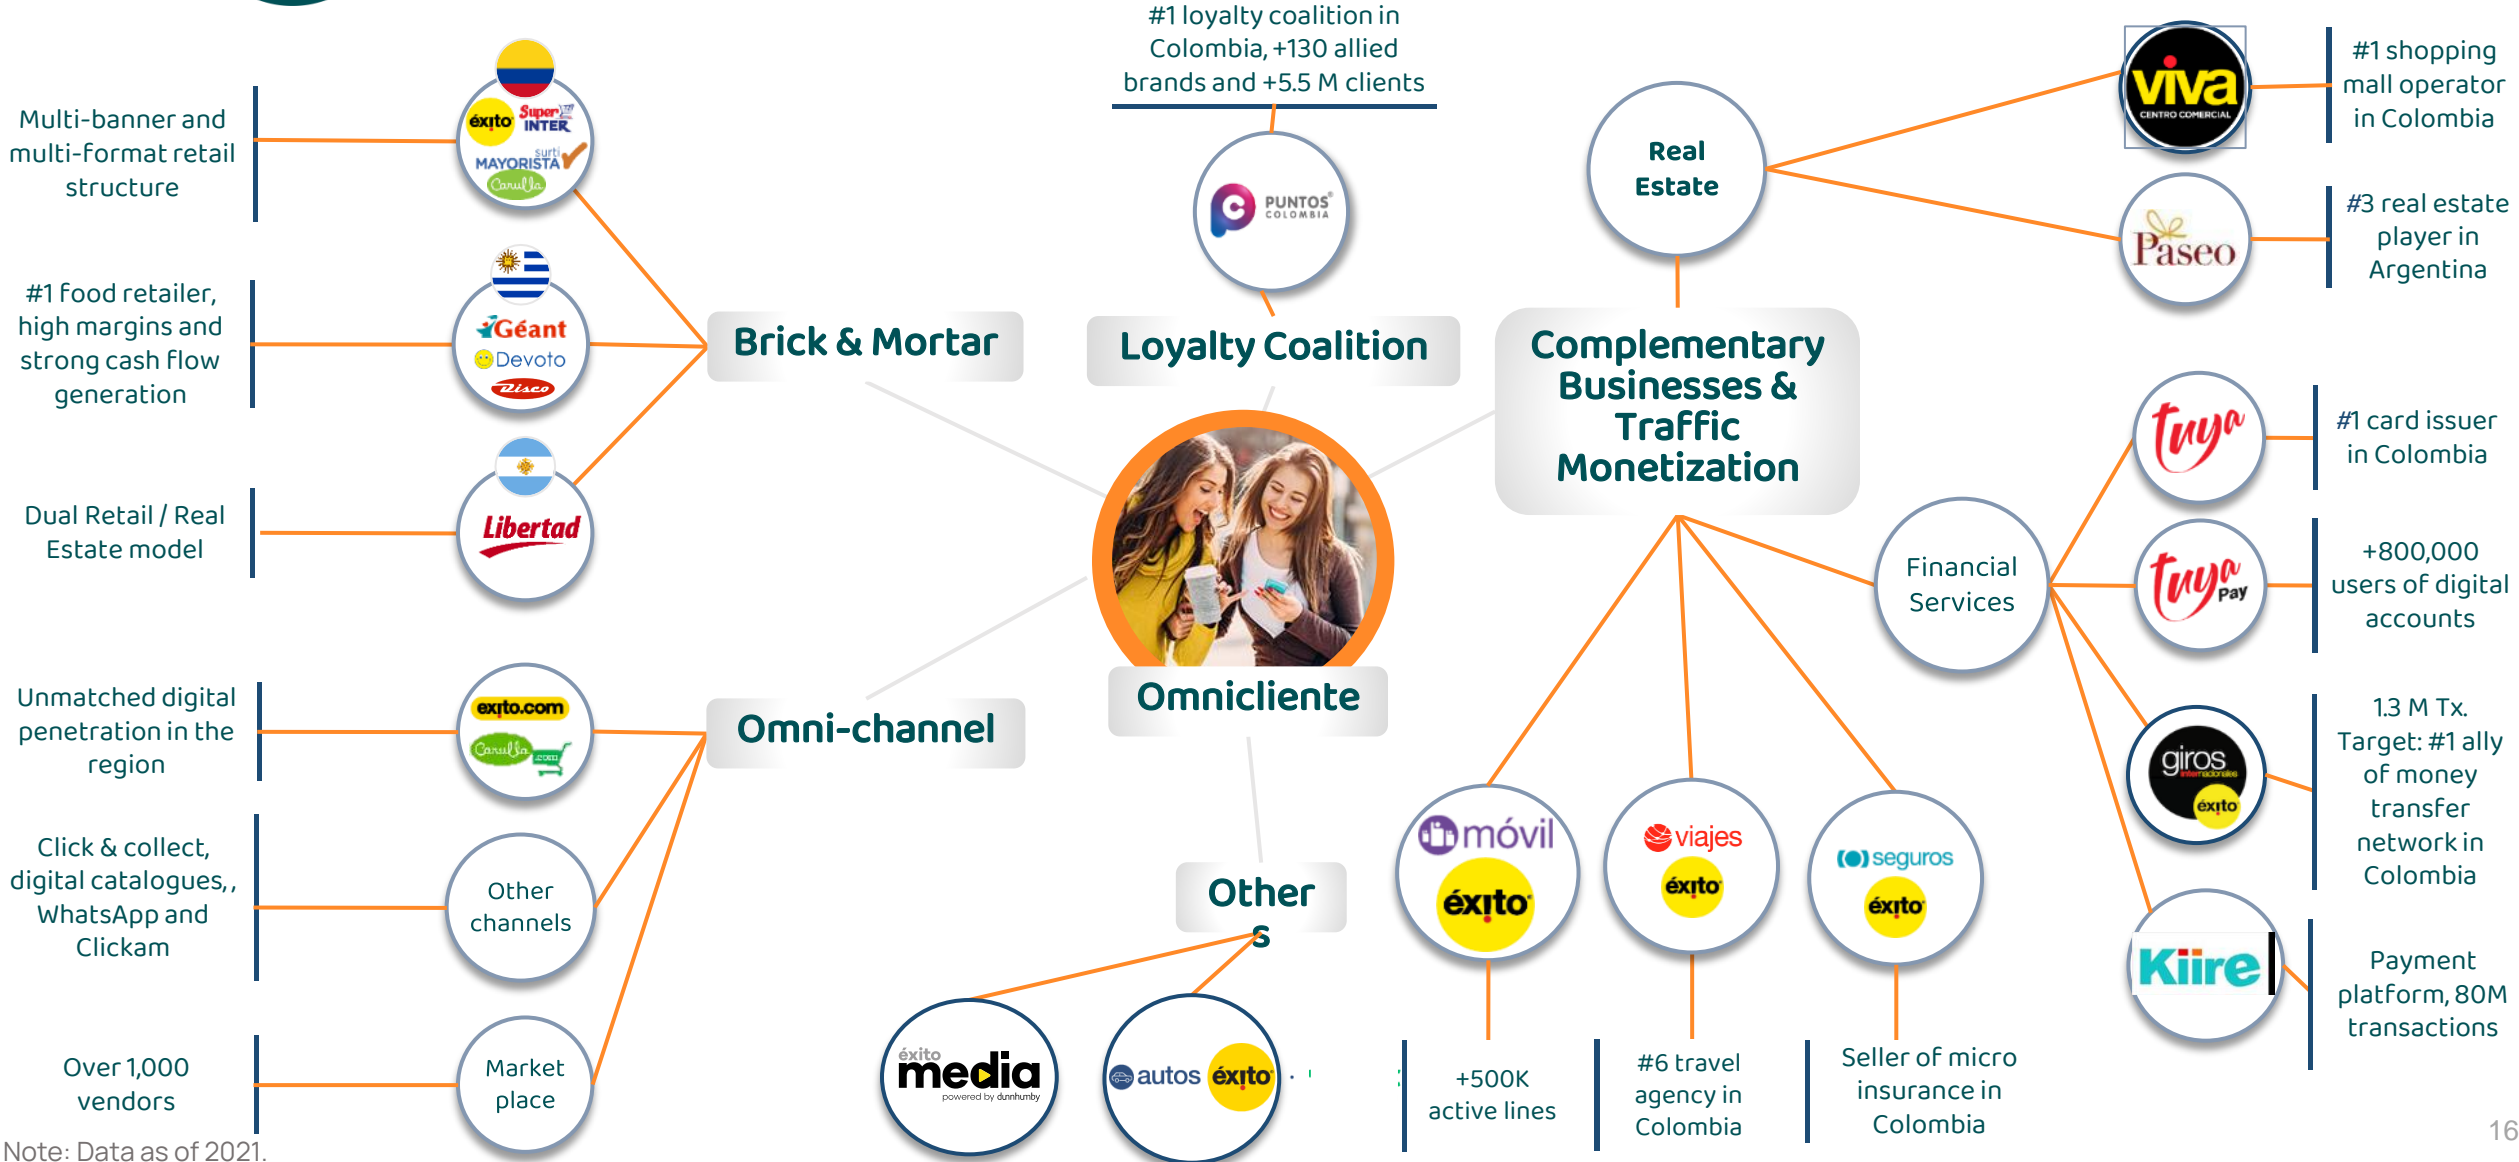 #1 loyalty coalition in
Colombia, +130 allied
brands and +5.5 M clients
PUNTOS
COLOMBIA
Loyalty Coalition
Multi-banner and
multi-format retail
structure
éxito
Super
INTER
surti
MAYORISTA
Carulla
#1 food retailer,
high margins and
strong cash flow
generation
Géant
Devoto
Disco
Dual Retail / Real
Estate model
Libertad
Brick & Mortar
Unmatched digital
penetration in the
region
exito.com
Carulla
.com
Click & collect,
digital catalogues, ,
WhatsApp and
Clickam
Other
channels
Over 1,000
vendors
Market
place
Omni-channel
Omnicliente
Other
s
éxito
media
powered by dunnhumby
autos éxito
Complementary
Businesses &
Traffic
Monetization
Real
Estate
viva
CENTRO COMERCIAL
#1 shopping
mall operator
in Colombia
Paseo
#3 real estate
player in
Argentina
Financial
Services
tuya
#1 card issuer
in Colombia
tuya
Pay
+800,000
users of digital
accounts
giros
internacionales
éxito
1.3 M Tx.
Target: #1 ally
of money
transfer
network in
Colombia
Kiire
Payment
platform, 80M
transactions
móvil
éxito
+500K
active lines
viajes
éxito
#6 travel
agency in
Colombia
seguros
éxito
Seller of micro
insurance in
Colombia
Note: Data as of 2021.
16